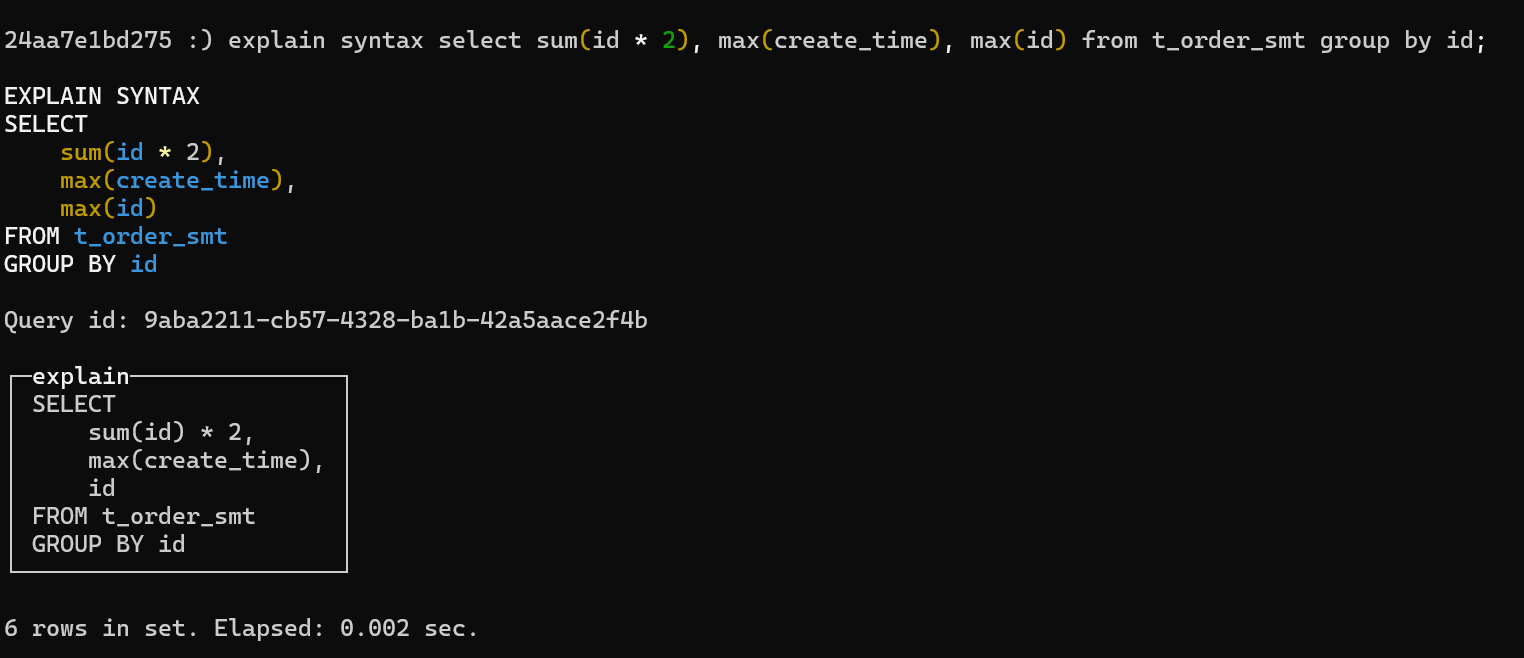 24aa7e1bd275 :) explain syntax select sum(id * 2), max(create_time), max(id) from t_order_smt group by id;
EXPLAIN SYNTAX
SELECT
    sum(id * 2),
    max(create_time),
    max(id)
FROM t_order_smt
GROUP BY id
Query id: 9aba2211-cb57-4328-ba1b-42a5aace2f4b
explain
SELECT
    sum(id) * 2,
    max(create_time),
    id
FROM t_order_smt
GROUP BY id
6 rows in set. Elapsed: 0.002 sec.